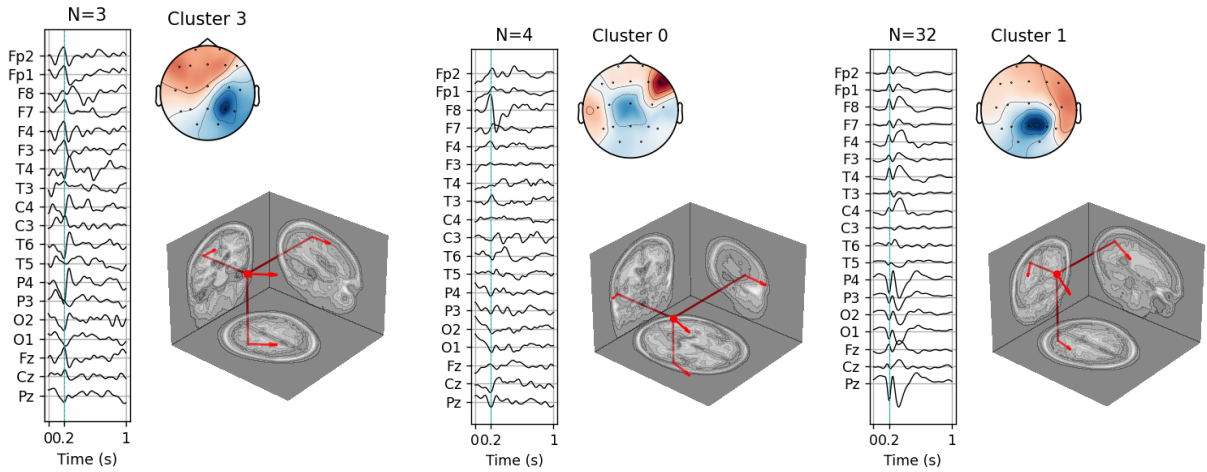 N=3
Cluster 3
Fp2
Fp1
F8
F7
F4
F3
T4
T3
C4
C3
T6
T5
P4
P3
O2
O1
Fz
Cz
Pz
0 0.2 1
Time (s)
N=4
Cluster 0
Fp2
Fp1
F8
F7
F4
F3
T4
T3
C4
C3
T6
T5
P4
P3
O2
O1
Fz
Cz
Pz
0 0.2 1
Time (s)
N=32
Cluster 1
Fp2
Fp1
F8
F7
F4
F3
T4
T3
C4
C3
T6
T5
P4
P3
O2
O1
Fz
Cz
Pz
0 0.2 1
Time (s)